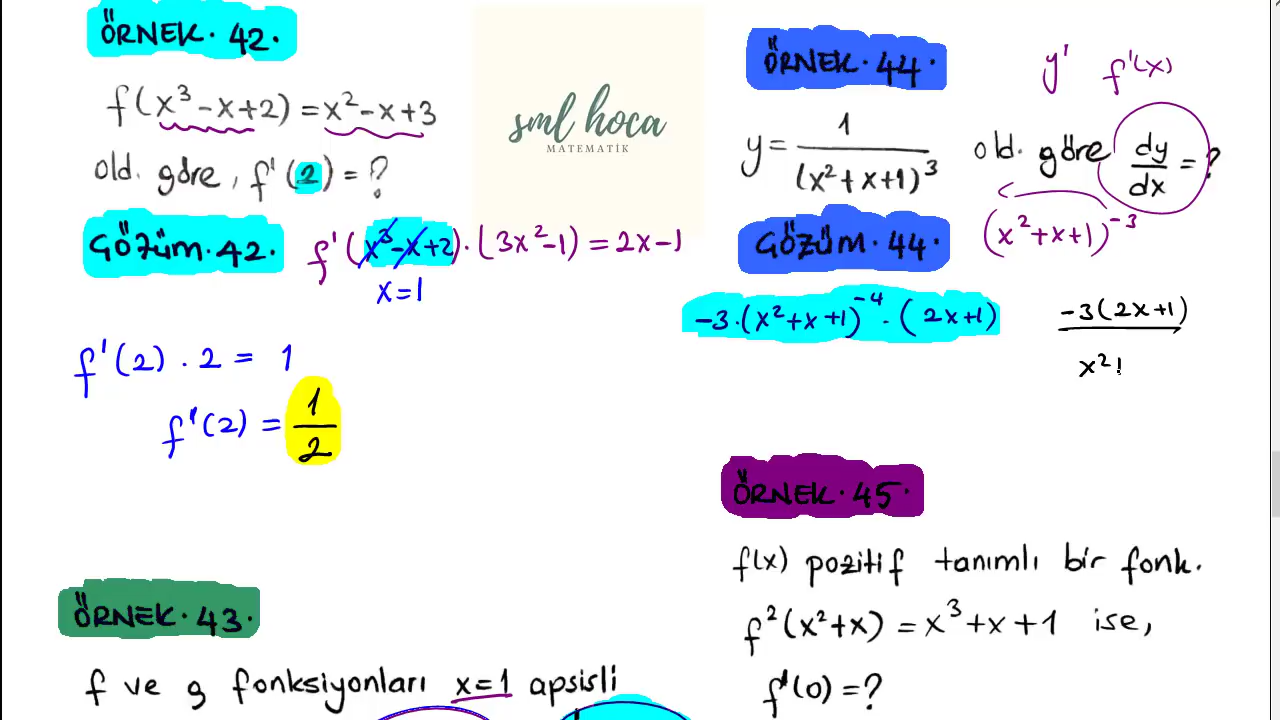 ÖRNEK. 42.
f(x³-x+2) = x²-x+3
old. göre, f'(2) = ?
ÇÖZÜM. 42.
f'(x³-x+2).(3x²-1) = 2x-1
x=1
f'(2) . 2 = 1
f'(2) = 1/2
ÖRNEK. 43.
f ve g fonksiyonları x=1 apsisli
sml hoca
MATEMATİK
ÖRNEK. 44.
y' f'(x)
y = 1/(x²+x+1)³ old. göre dy/dx = ?
(x²+x+1)⁻³
ÇÖZÜM. 44.
-3.(x²+x+1)⁻⁴.(2x+1)
-3(2x+1)
x²
ÖRNEK. 45.
f(x) pozitif tanımlı bir fonk.
f²(x²+x) = x³+x+1 ise,
f'(0) = ?